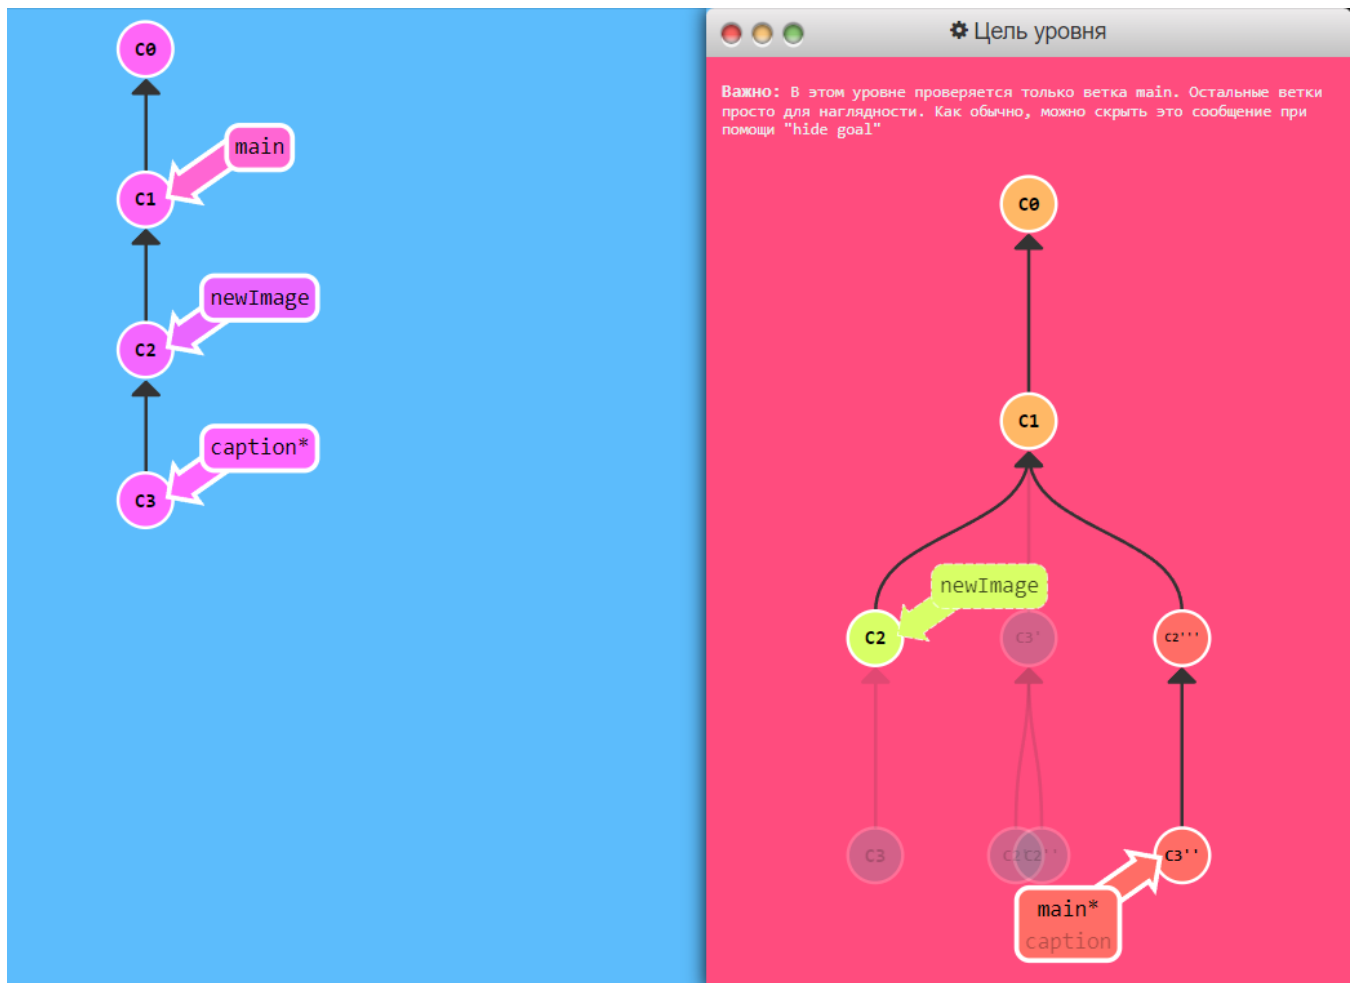 C0
main
C1
newImage
C2
caption*
C3
Цель уровня
Важно: В этом уровне проверяется только ветка main. Остальные ветки
просто для наглядности. Как обычно, можно скрыть это сообщение при
помощи "hide goal"
C0
C1
newImage
C2
C3'
C2'''
C3
C2'
C2''
C3''
main*
caption